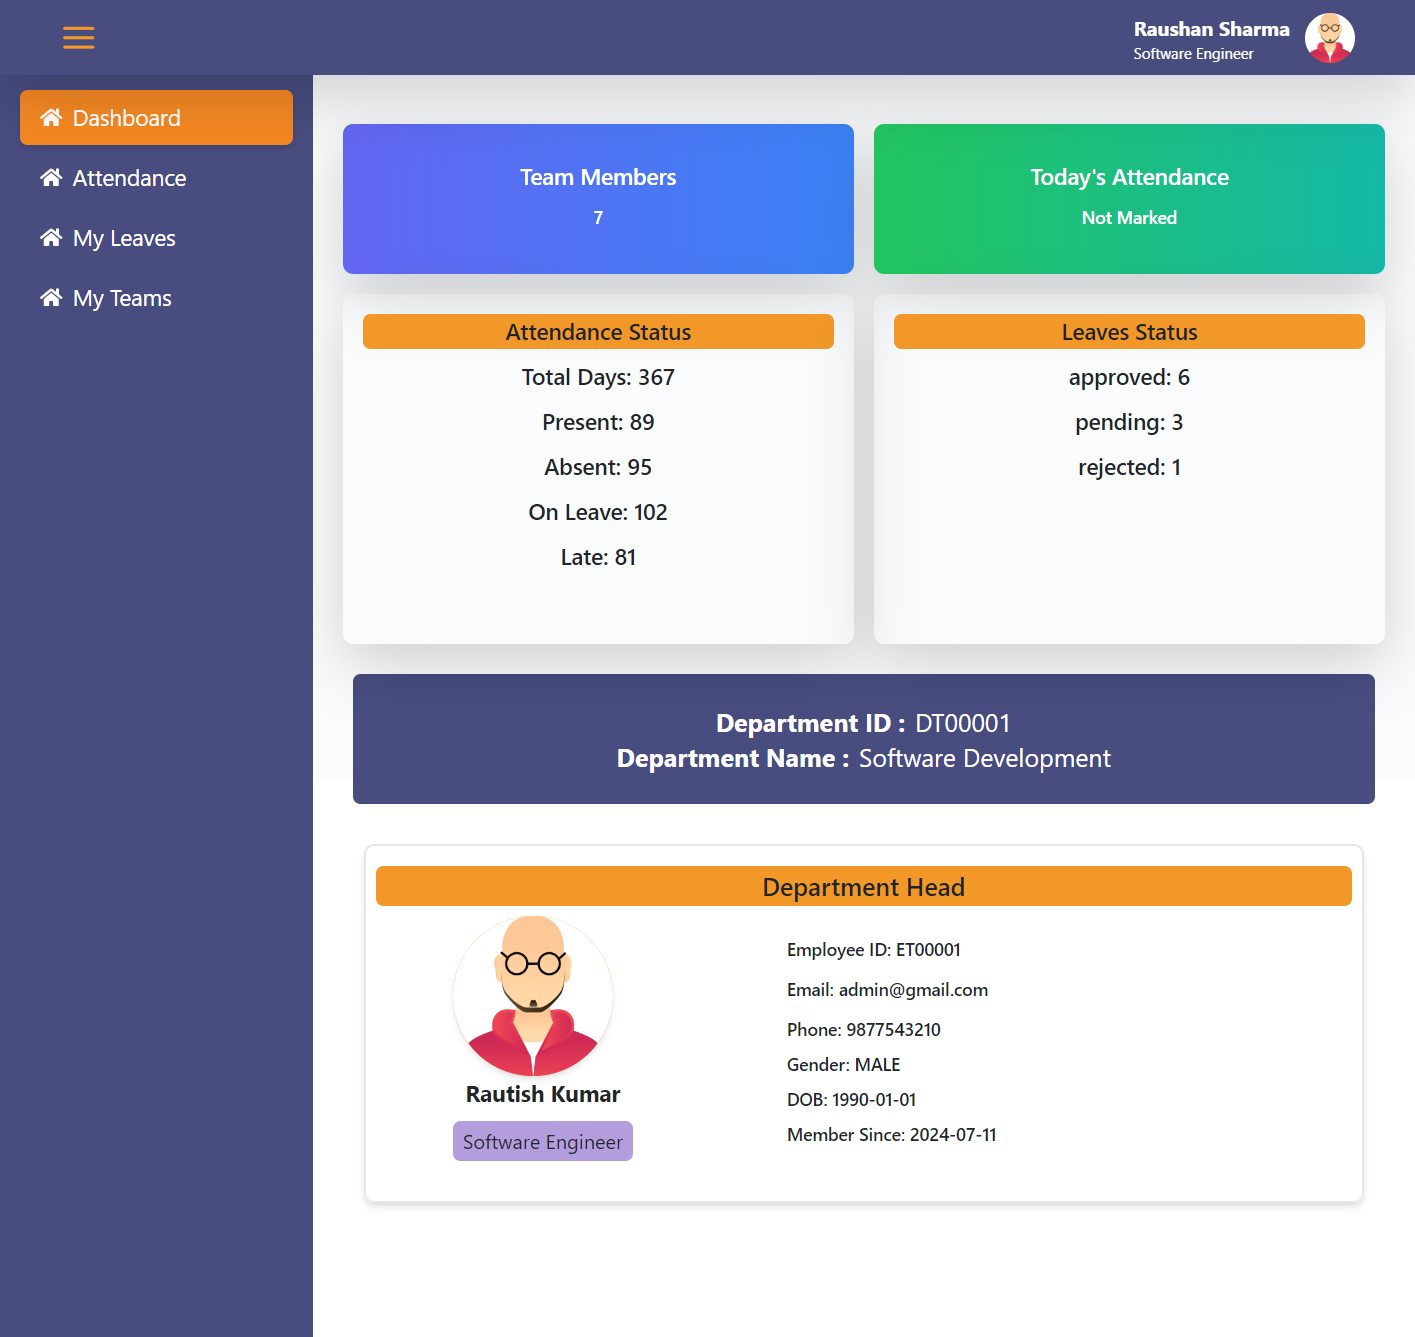 Raushan Sharma
Software Engineer
Dashboard
Attendance
My Leaves
My Teams
Team Members
7
Today's Attendance
Not Marked
Attendance Status
Total Days: 367
Present: 89
Absent: 95
On Leave: 102
Late: 81
Leaves Status
approved: 6
pending: 3
rejected: 1
Department ID : DT00001
Department Name : Software Development
Department Head
Rautish Kumar
Software Engineer
Employee ID: ET00001
Email: admin@gmail.com
Phone: 9877543210
Gender: MALE
DOB: 1990-01-01
Member Since: 2024-07-11